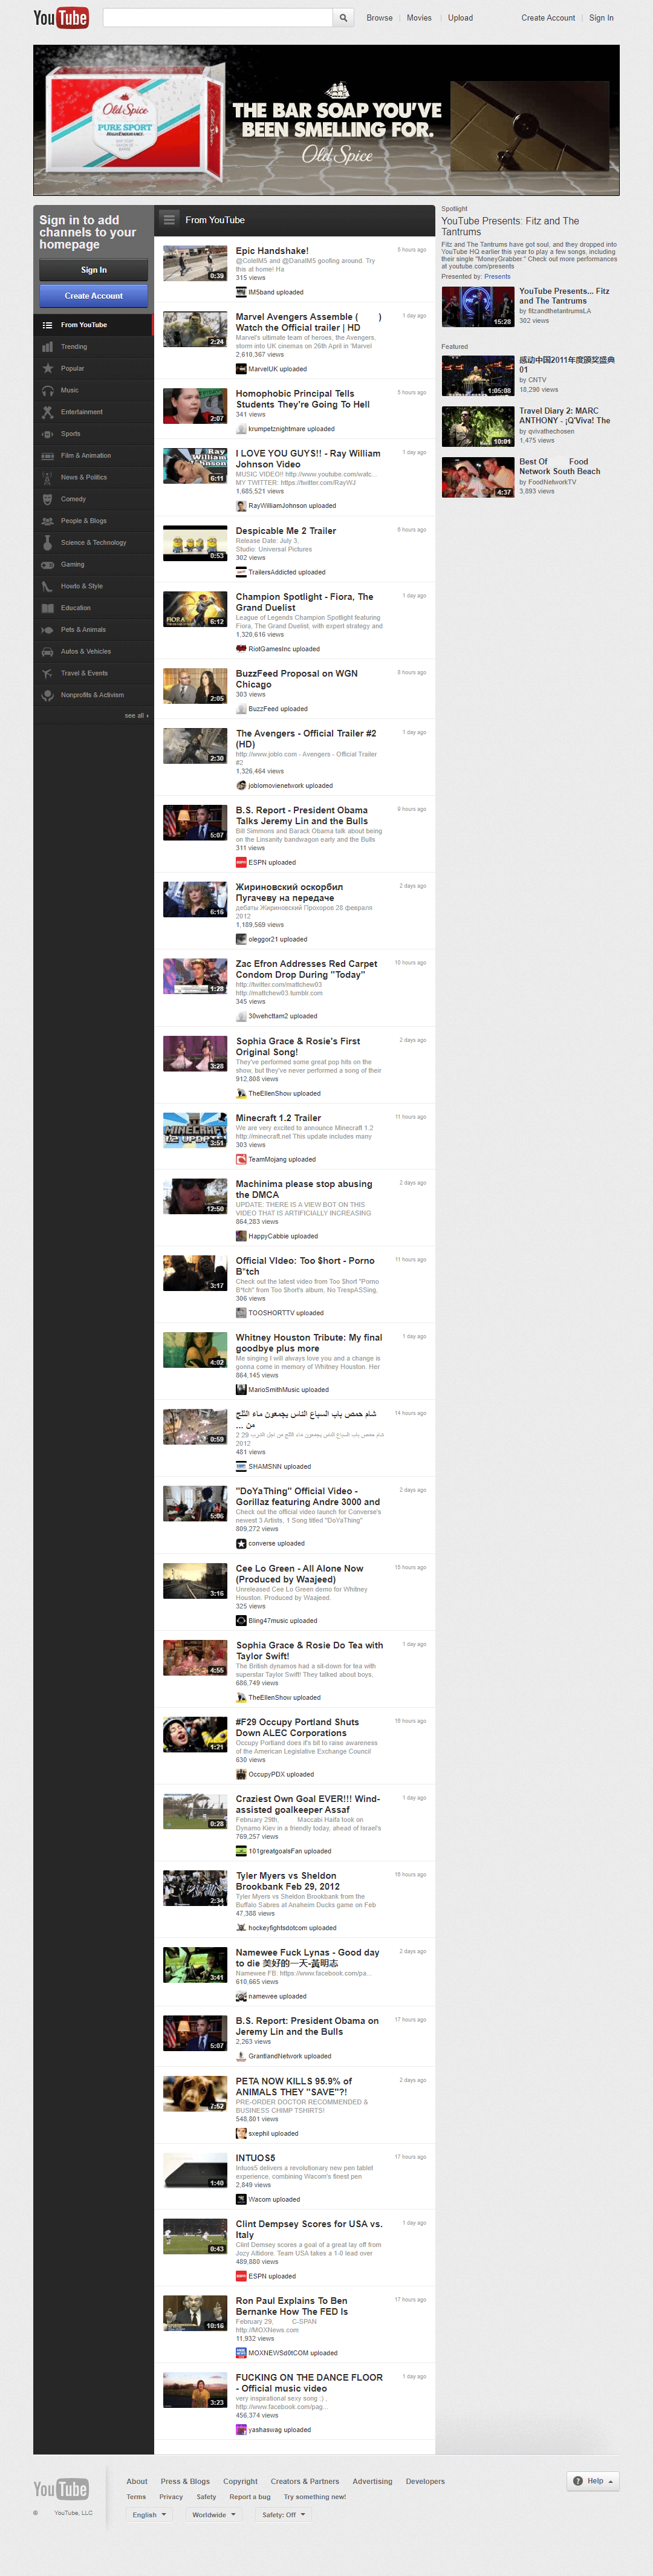 YouTube
Browse
Movies
Upload
Create Account
Sign In
Old Spice
PURE SPORT
HIGH ENDURANCE
THE BAR SOAP YOU'VE
BEEN SMELLING FOR.
Old Spice
Sign in to add
channels to your
homepage
Sign In
Create Account
From YouTube
Trending
Popular
Music
Entertainment
Sports
Film & Animation
News & Politics
Comedy
People & Blogs
Science & Technology
Gaming
Howto & Style
Education
Pets & Animals
Autos & Vehicles
Travel & Events
Nonprofits & Activism
see all ›
From YouTube
Epic Handshake!
5 hours ago
@ColeIM5 and @DanaIM5 goofing around. Try
this at home! Ha
0:39
315 views
IM5band uploaded
Marvel Avengers Assemble ( )
1 day ago
Watch the Official trailer | HD
Marvel's ultimate team of heroes, the Avengers,
storm into UK cinemas on 26th April in 'Marvel
2:24
2,610,367 views
MarvelUK uploaded
Homophobic Principal Tells
5 hours ago
Students They're Going To Hell
341 views
2:07
krumpetznightmare uploaded
I LOVE YOU GUYS!! - Ray William
1 day ago
Johnson Video
MUSIC VIDEO!! http://www.youtube.com/watc...
MY TWITTER: https://twitter.com/RayWJ
6:11
1,685,521 views
RayWilliamJohnson uploaded
Despicable Me 2 Trailer
6 hours ago
Release Date: July 3,
Studio: Universal Pictures
0:53
302 views
TrailersAddicted uploaded
Champion Spotlight - Fiora, The
1 day ago
Grand Duelist
League of Legends Champion Spotlight featuring
Fiora, The Grand Duelist, with expert strategy and
FIORA
6:12
1,320,616 views
RiotGamesInc uploaded
BuzzFeed Proposal on WGN
8 hours ago
Chicago
303 views
2:05
BuzzFeed uploaded
The Avengers - Official Trailer #2
1 day ago
(HD)
http://www.joblo.com - Avengers - Official Trailer
#2
2:30
1,326,464 views
joblomovienetwork uploaded
B.S. Report - President Obama
9 hours ago
Talks Jeremy Lin and the Bulls
Bill Simmons and Barack Obama talk about being
on the Linsanity bandwagon early and the Bulls
5:07
311 views
ESPN uploaded
Жириновский оскорбил
2 days ago
Пугачеву на передаче
дебаты Жириновский Прохоров 28 февраля
2012
6:16
1,189,569 views
oleggor21 uploaded
Zac Efron Addresses Red Carpet
10 hours ago
Condom Drop During "Today"
http://twitter.com/mattchew03
http://mattchew03.tumblr.com
1:28
345 views
30wehcttam2 uploaded
Sophia Grace & Rosie's First
2 days ago
Original Song!
They've performed some great pop hits on the
show, but they've never performed a song of their
3:28
912,808 views
TheEllenShow uploaded
Minecraft 1.2 Trailer
11 hours ago
We are very excited to announce Minecraft 1.2
http://minecraft.net This update includes many
MINECRAFT
1.2 UPDATE
3:51
303 views
TeamMojang uploaded
Machinima please stop abusing
2 days ago
the DMCA
UPDATE: THERE IS A VIEW BOT ON THIS
VIDEO THAT IS ARTIFICIALLY INCREASING
12:50
864,283 views
HappyCabbie uploaded
Official VIdeo: Too $hort - Porno
11 hours ago
B*tch
Check out the latest video from Too $hort "Porno
B*tch" from Too $hort's album, No TrespASSing,
3:17
306 views
TOOSHORTTV uploaded
Whitney Houston Tribute: My final
1 day ago
goodbye plus more
Me singing I will always love you and a change is
gonna come in memory of Whitney Houston. Her
4:02
864,145 views
MarioSmithMusic uploaded
شام حمص باب السباع الناس يجمعون ماء الثلج
14 hours ago
من ...
شام حمص باب السباع الناس يجمعون ماء الثلج من اجل الشرب 29 2
2012
0:59
481 views
SHAMSNN uploaded
"DoYaThing" Official Video -
2 days ago
Gorillaz featuring Andre 3000 and
Check out the official video launch for Converse's
newest 3 Artists, 1 Song titled "DoYaThing"
5:06
809,272 views
converse uploaded
Cee Lo Green - All Alone Now
15 hours ago
(Produced by Waajeed)
Unreleased Cee Lo Green demo for Whitney
Houston. Produced by Waajeed
3:16
325 views
Bling47music uploaded
Sophia Grace & Rosie Do Tea with
1 day ago
Taylor Swift!
The British dynamos had a sit-down for tea with
superstar Taylor Swift! They talked about boys,
4:55
686,749 views
TheEllenShow uploaded
#F29 Occupy Portland Shuts
16 hours ago
Down ALEC Corporations
Occupy Portland does it's bit to raise awareness
of the American Legislative Exchange Council
1:21
630 views
OccupyPDX uploaded
Craziest Own Goal EVER!!! Wind-
1 day ago
assisted goalkeeper Assaf
February 29th, Maccabi Haifa took on
Dynamo Kiev in a friendly today, ahead of Israel's
0:28
769,257 views
101greatgoalsFan uploaded
Tyler Myers vs Sheldon
16 hours ago
Brookbank Feb 29, 2012
Tyler Myers vs Sheldon Brookbank from the
Buffalo Sabres at Anaheim Ducks game on Feb
2:34
47,388 views
hockeyfightsdotcom uploaded
Namewee Fuck Lynas - Good day
2 days ago
to die 美好的一天-黃明志
Namewee FB: https://www.facebook.com/pa...
3:41
610,665 views
namewee uploaded
B.S. Report: President Obama on
17 hours ago
Jeremy Lin and the Bulls
5:07
2,263 views
GrantlandNetwork uploaded
PETA NOW KILLS 95.9% of
2 days ago
ANIMALS THEY "SAVE"?!
PRE-ORDER DOCTOR RECOMMENDED &
BUSINESS CHIMP TSHIRTS!
7:52
548,801 views
sxephil uploaded
INTUOS5
17 hours ago
Intuos5 delivers a revolutionary new pen tablet
experience, combining Wacom's finest pen
1:40
2,849 views
Wacom uploaded
Clint Dempsey Scores for USA vs.
1 day ago
Italy
Clint Demsey scores a goal of a great lay off from
Jozy Altidore. Team USA takes a 1-0 lead over
0:43
489,880 views
ESPN uploaded
Ron Paul Explains To Ben
17 hours ago
Bernanke How The FED Is
February 29, C-SPAN
http://MOXNews.com
10:16
11,932 views
MOXNEWSd0tCOM uploaded
FUCKING ON THE DANCE FLOOR
1 day ago
- Official music video
very inspirational sexy song :) ,
http://www.facebook.com/pag...
3:23
456,374 views
yashaswag uploaded
Spotlight
YouTube Presents: Fitz and The
Tantrums
Fitz and The Tantrums have got soul, and they dropped into
YouTube HQ earlier this year to play a few songs, including
their single "MoneyGrabber." Check out more performances
at youtube.com/presents
Presented by: Presents
YouTube Presents... Fitz
and The Tantrums
by fitzandthetantrumsLA
15:28
302 views
Featured
感动中国2011年度颁奖盛典
01
by CNTV
1:05:08
18,290 views
Travel Diary 2: MARC
ANTHONY - ¡Q'Viva! The
by qvivathechosen
10:01
1,475 views
Best Of Food
Network South Beach
by FoodNetworkTV
4:37
3,893 views
YouTube
© YouTube, LLC
About
Press & Blogs
Copyright
Creators & Partners
Advertising
Developers
Terms
Privacy
Safety
Report a bug
Try something new!
English
Worldwide
Safety: Off
Help